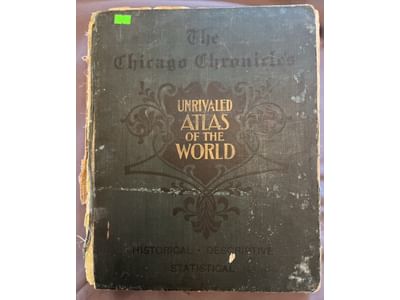 The
Chicago Chronicle's
UNRIVALED
ATLAS
OF THE
WORLD
HISTORICAL · DESCRIPTIVE
STATISTICAL